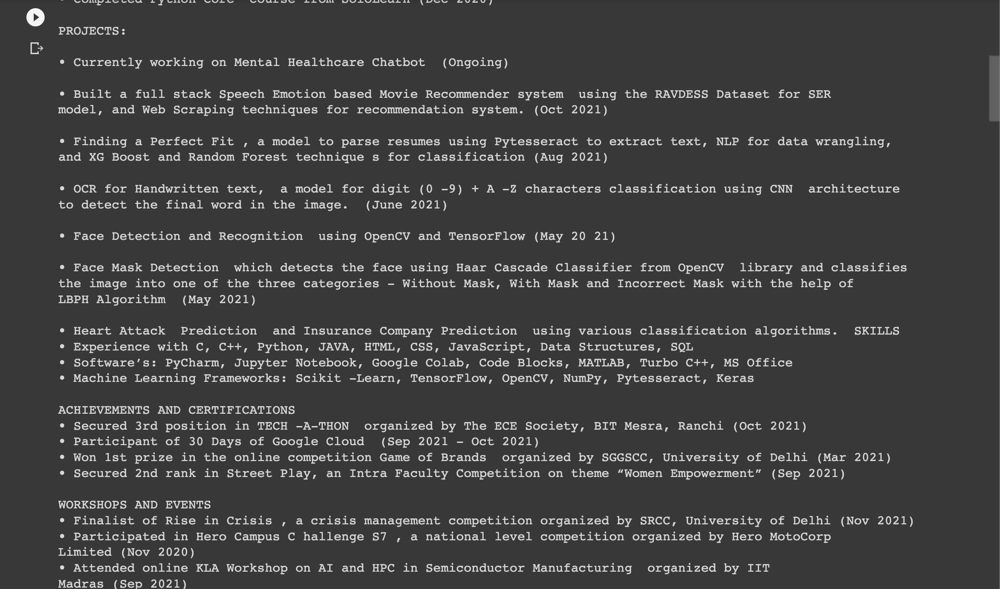 • Completed Python Core  course from SoloLearn (Dec 2020)
PROJECTS:
• Currently working on Mental Healthcare Chatbot  (Ongoing)
• Built a full stack Speech Emotion based Movie Recommender system  using the RAVDESS Dataset for SER
model, and Web Scraping techniques for recommendation system. (Oct 2021)
• Finding a Perfect Fit , a model to parse resumes using Pytesseract to extract text, NLP for data wrangling,
and XG Boost and Random Forest technique s for classification (Aug 2021)
• OCR for Handwritten text,  a model for digit (0 -9) + A -Z characters classification using CNN  architecture
to detect the final word in the image.  (June 2021)
• Face Detection and Recognition  using OpenCV and TensorFlow (May 20 21)
• Face Mask Detection  which detects the face using Haar Cascade Classifier from OpenCV  library and classifies
the image into one of the three categories – Without Mask, With Mask and Incorrect Mask with the help of
LBPH Algorithm  (May 2021)
• Heart Attack  Prediction  and Insurance Company Prediction  using various classification algorithms.  SKILLS
• Experience with C, C++, Python, JAVA, HTML, CSS, JavaScript, Data Structures, SQL
• Software’s: PyCharm, Jupyter Notebook, Google Colab, Code Blocks, MATLAB, Turbo C++, MS Office
• Machine Learning Frameworks: Scikit -Learn, TensorFlow, OpenCV, NumPy, Pytesseract, Keras
ACHIEVEMENTS AND CERTIFICATIONS
• Secured 3rd position in TECH -A-THON  organized by The ECE Society, BIT Mesra, Ranchi (Oct 2021)
• Participant of 30 Days of Google Cloud  (Sep 2021 – Oct 2021)
• Won 1st prize in the online competition Game of Brands  organized by SGGSCC, University of Delhi (Mar 2021)
• Secured 2nd rank in Street Play, an Intra Faculty Competition on theme “Women Empowerment” (Sep 2021)
WORKSHOPS AND EVENTS
• Finalist of Rise in Crisis , a crisis management competition organized by SRCC, University of Delhi (Nov 2021)
• Participated in Hero Campus C hallenge S7 , a national level competition organized by Hero MotoCorp
Limited (Nov 2020)
• Attended online KLA Workshop on AI and HPC in Semiconductor Manufacturing  organized by IIT
Madras (Sep 2021)